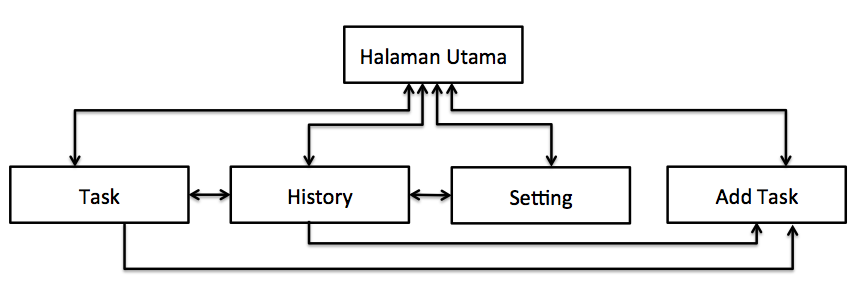 Halaman Utama
Task
History
Setting
Add Task